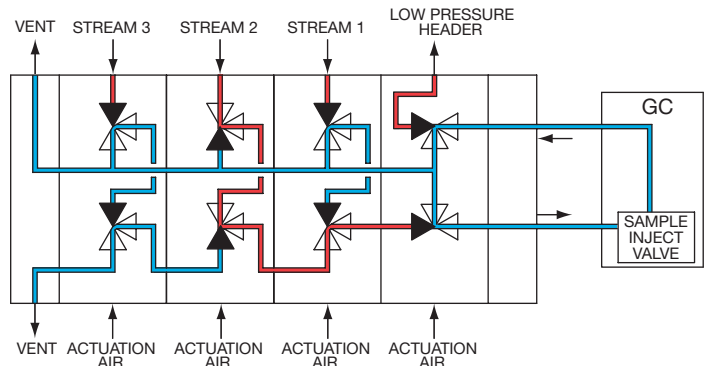 VENT
STREAM 3
STREAM 2
STREAM 1
LOW PRESSURE
HEADER
GC
SAMPLE
INJECT
VALVE
VENT
ACTUATION
AIR
ACTUATION
AIR
ACTUATION
AIR
ACTUATION
AIR